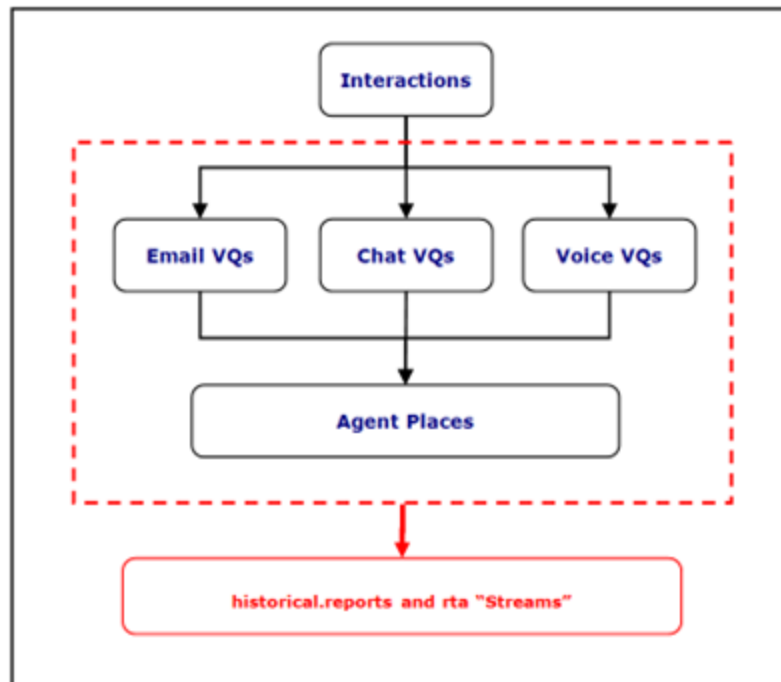 Interactions
Email VQs
Chat VQs
Voice VQs
Agent Places
historical.reports and rta “Streams”